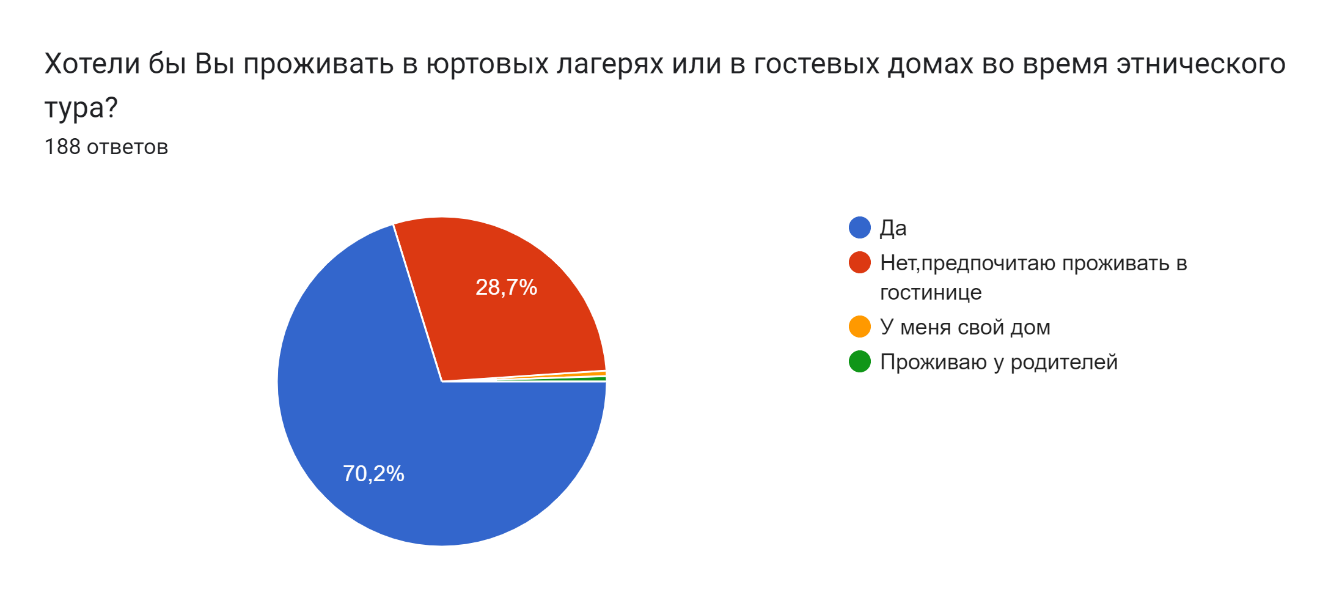 Хотели бы Вы проживать в юртовых лагерях или в гостевых домах во время этнического
тура?
188 ответов
28,7%
70,2%
Да
Нет,предпочитаю проживать в
гостинице
У меня свой дом
Проживаю у родителей